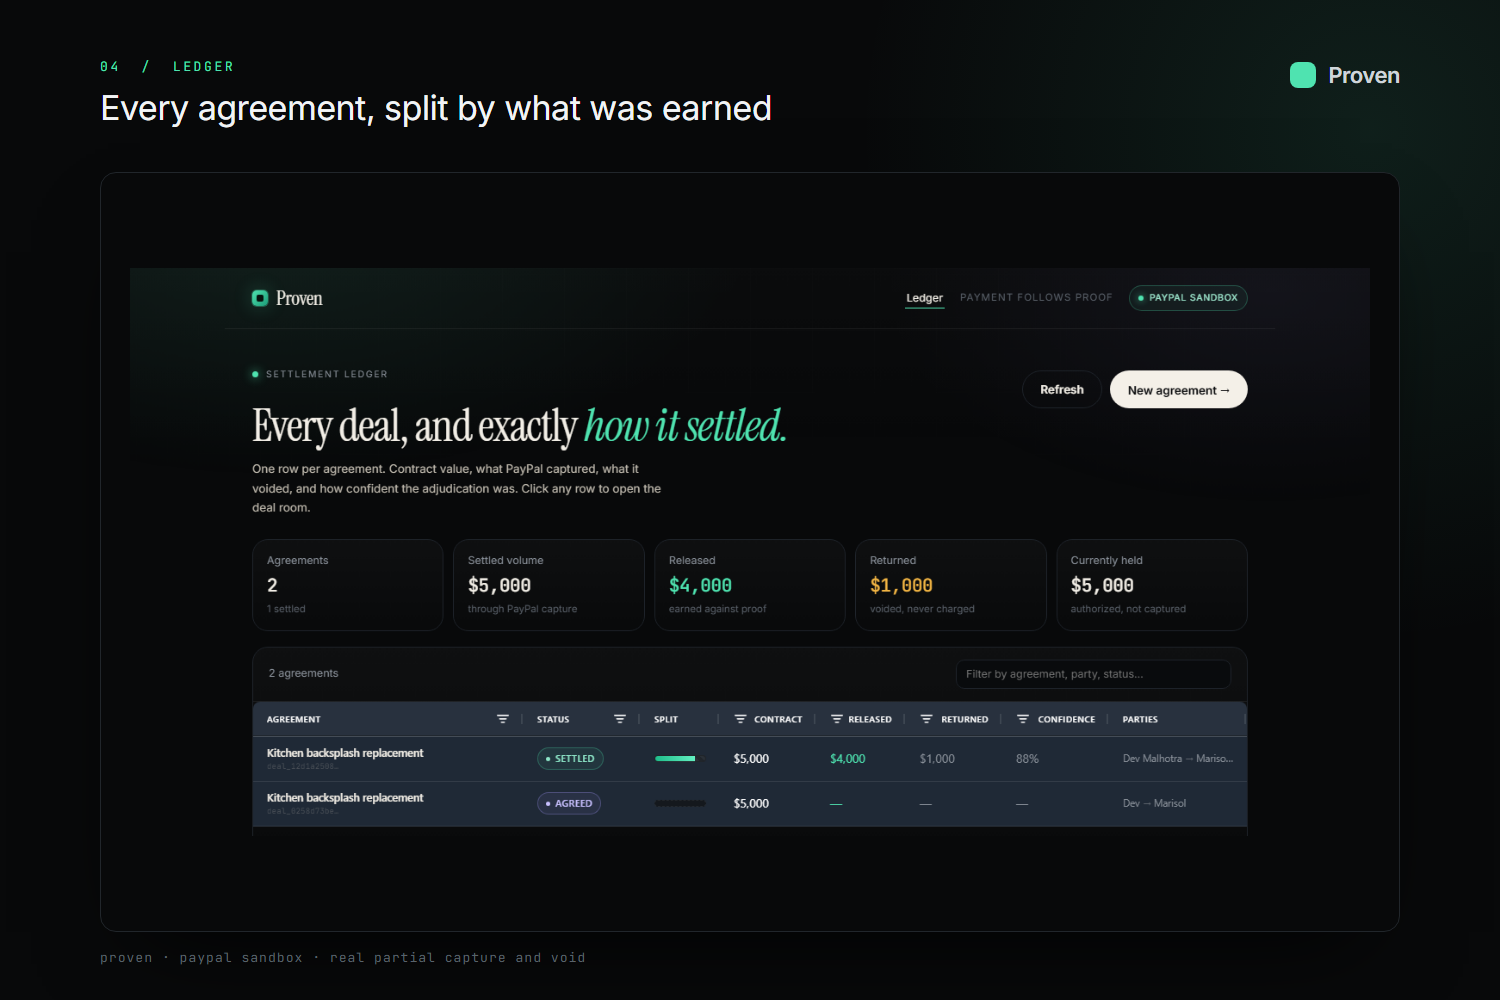 04 / LEDGER
Proven
Every agreement, split by what was earned
Proven
Ledger
PAYMENT FOLLOWS PROOF
PAYPAL SANDBOX
SETTLEMENT LEDGER
Refresh
New agreement →
Every deal, and exactly how it settled.
One row per agreement. Contract value, what PayPal captured, what it
voided, and how confident the adjudication was. Click any row to open the
deal room.
Agreements
2
1 settled
Settled volume
$5,000
through PayPal capture
Released
$4,000
earned against proof
Returned
$1,000
voided, never charged
Currently held
$5,000
authorized, not captured
2 agreements
Filter by agreement, party, status...
AGREEMENT STATUS SPLIT CONTRACT RELEASED RETURNED CONFIDENCE PARTIES
Kitchen backsplash replacement
SETTLED $5,000 $4,000 $1,000 88% Dev Malhotra → Mariso...
Kitchen backsplash replacement
AGREED $5,000 — — — Dev → Marisol
proven · paypal sandbox · real partial capture and void